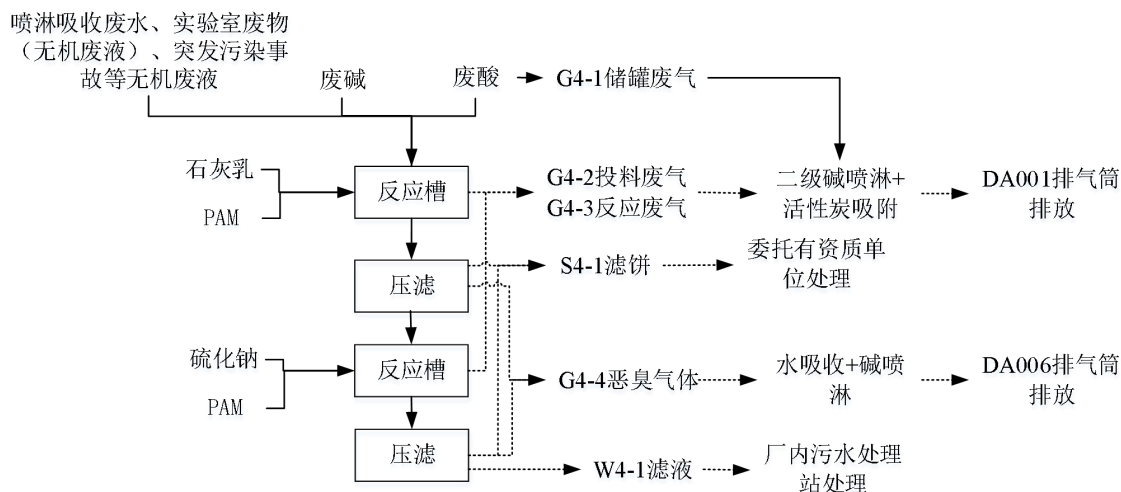 喷淋吸收废水、实验室废物
（无机废液）、突发污染事
故等无机废液
废碱
废酸
G4-1储罐废气
石灰乳
PAM
反应槽
G4-2投料废气
G4-3反应废气
二级碱喷淋+
活性炭吸附
DA001排气筒
排放
压滤
S4-1滤饼
委托有资质单
位处理
硫化钠
PAM
反应槽
G4-4恶臭气体
水吸收+碱喷
淋
DA006排气筒
排放
压滤
W4-1滤液
厂内污水处理
站处理